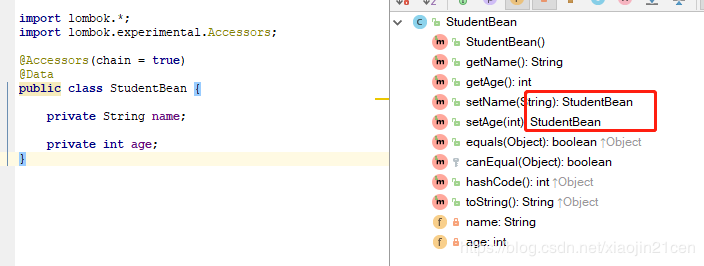 import lombok.*;
import lombok.experimental.Accessors;
@Accessors(chain = true)
@Data
public class StudentBean {
private String name;
private int age;
}
StudentBean
StudentBean()
getName(): String
getAge(): int
setName(String): StudentBean
setAge(int): StudentBean
equals(Object): boolean ↑Object
canEqual(Object): boolean
hashCode(): int ↑Object
toString(): String ↑Object
name: String
age: int
https://blog.csdn.net/xiaojin21cen